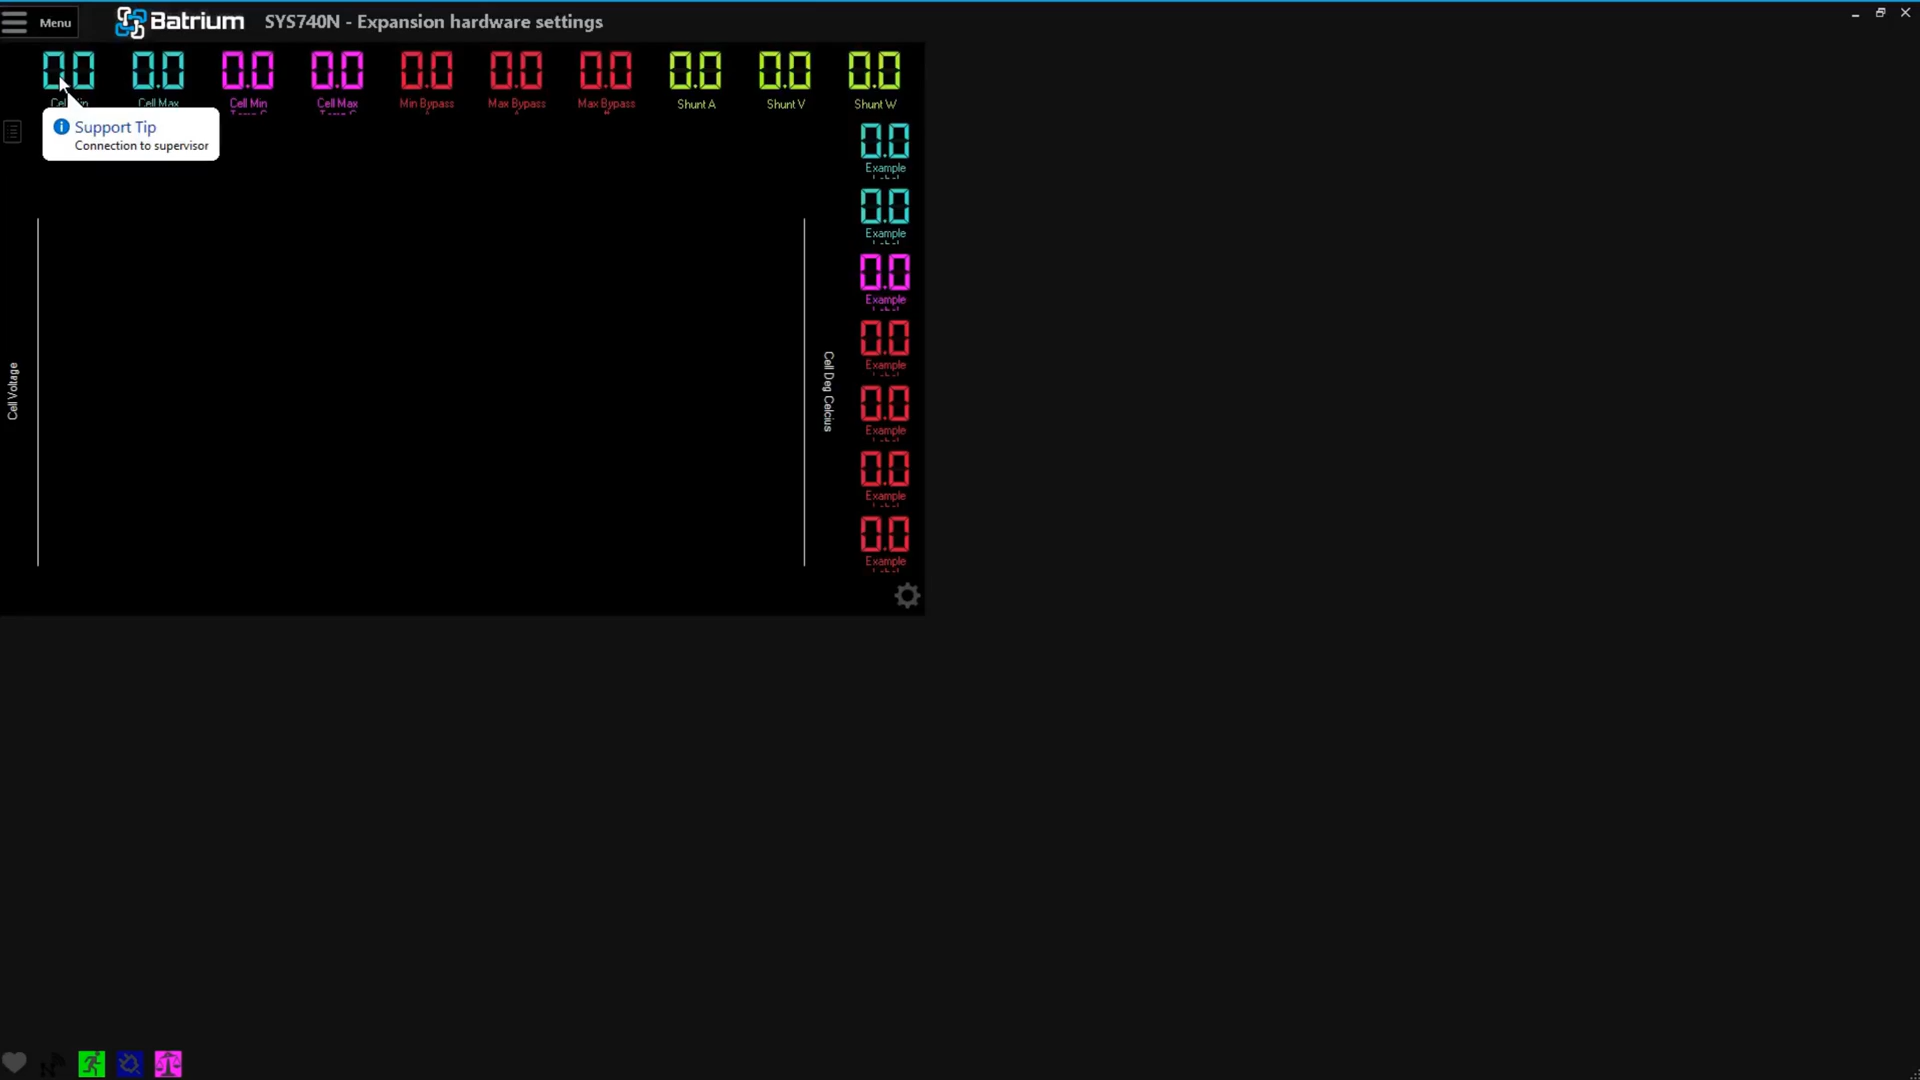 Menu
Batrium
SYS740N - Expansion hardware settings
0.0
0.0
0.0
0.0
0.0
0.0
0.0
0.0
0.0
0.0
Cell Max
Cell Min
Cell Max
Min Bypass
Max Bypass
Max Bypass
Shunt A
Shunt V
Shunt W
Support Tip
Connection to supervisor
0.0
Example
0.0
Example
0.0
Example
0.0
Example
0.0
Example
0.0
Example
0.0
Example
Cell Voltage
Cell Deg Celcius